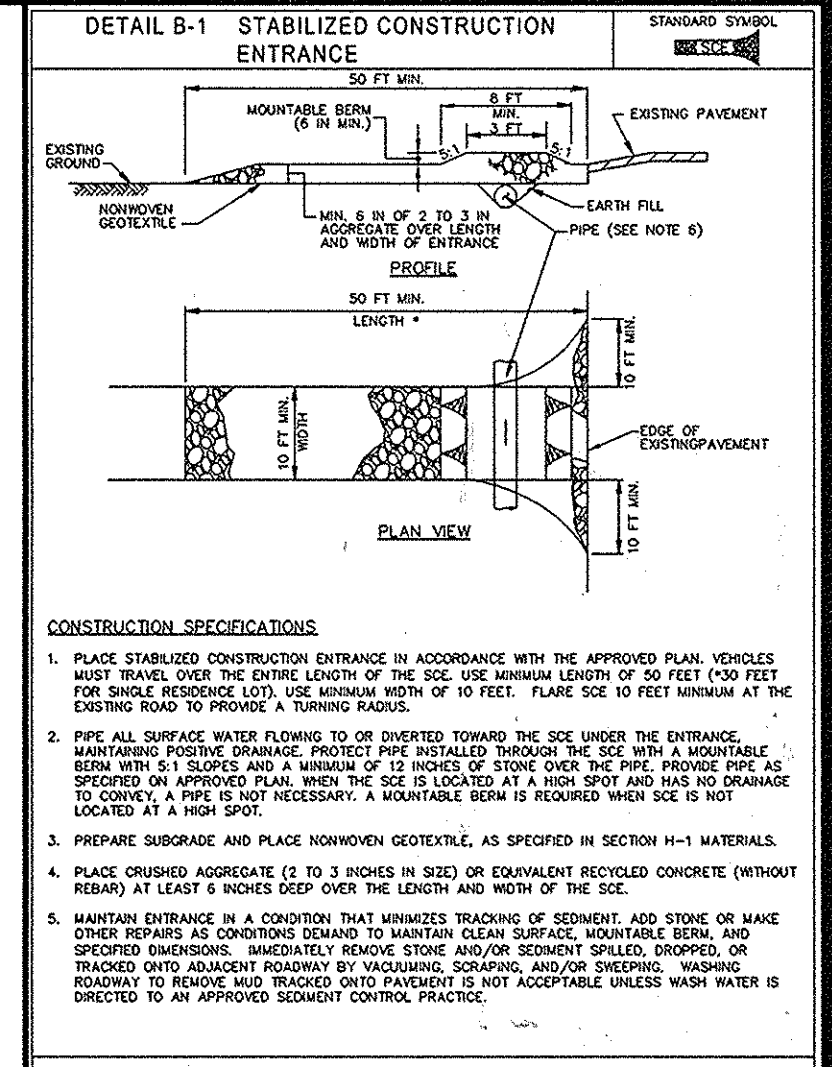 DETAIL B-1 STABILIZED CONSTRUCTION
ENTRANCE
STANDARD SYMBOL
SCE
50 FT MIN.
MOUNTABLE BERM
(6 IN MIN.)
8 FT
MIN.
3 FT
5:1
5:1
EXISTING PAVEMENT
EXISTING
GROUND
NONWOVEN
GEOTEXTILE
MIN. 6 IN OF 2 TO 3 IN
AGGREGATE OVER LENGTH
AND WIDTH OF ENTRANCE
EARTH FILL
PIPE (SEE NOTE 6)
PROFILE
50 FT MIN.
LENGTH *
10 FT MIN.
10 FT MIN.
WIDTH
EDGE OF
EXISTINGPAVEMENT
10 FT MIN.
PLAN VIEW
CONSTRUCTION SPECIFICATIONS
1. PLACE STABILIZED CONSTRUCTION ENTRANCE IN ACCORDANCE WITH THE APPROVED PLAN. VEHICLES
MUST TRAVEL OVER THE ENTIRE LENGTH OF THE SCE. USE MINIMUM LENGTH OF 50 FEET (*30 FEET
FOR SINGLE RESIDENCE LOT). USE MINIMUM WIDTH OF 10 FEET. FLARE SCE 10 FEET MINIMUM AT THE
EXISTING ROAD TO PROVIDE A TURNING RADIUS.
2. PIPE ALL SURFACE WATER FLOWING TO OR DIVERTED TOWARD THE SCE UNDER THE ENTRANCE,
MAINTAINING POSITIVE DRAINAGE. PROTECT PIPE INSTALLED THROUGH THE SCE WITH A MOUNTABLE
BERM WITH 5:1 SLOPES AND A MINIMUM OF 12 INCHES OF STONE OVER THE PIPE. PROVIDE PIPE AS
SPECIFIED ON APPROVED PLAN. WHEN THE SCE IS LOCATED AT A HIGH SPOT AND HAS NO DRAINAGE
TO CONVEY, A PIPE IS NOT NECESSARY. A MOUNTABLE BERM IS REQUIRED WHEN SCE IS NOT
LOCATED AT A HIGH SPOT.
3. PREPARE SUBGRADE AND PLACE NONWOVEN GEOTEXTILE, AS SPECIFIED IN SECTION H-1 MATERIALS.
4. PLACE CRUSHED AGGREGATE (2 TO 3 INCHES IN SIZE) OR EQUIVALENT RECYCLED CONCRETE (WITHOUT
REBAR) AT LEAST 6 INCHES DEEP OVER THE LENGTH AND WIDTH OF THE SCE.
5. MAINTAIN ENTRANCE IN A CONDITION THAT MINIMIZES TRACKING OF SEDIMENT. ADD STONE OR MAKE
OTHER REPAIRS AS CONDITIONS DEMAND TO MAINTAIN CLEAN SURFACE, MOUNTABLE BERM, AND
SPECIFIED DIMENSIONS. IMMEDIATELY REMOVE STONE AND/OR SEDIMENT SPILLED, DROPPED, OR
TRACKED ONTO ADJACENT ROADWAY BY VACUUMING, SCRAPING, AND/OR SWEEPING. WASHING
ROADWAY TO REMOVE MUD TRACKED ONTO PAVEMENT IS NOT ACCEPTABLE UNLESS WASH WATER IS
DIRECTED TO AN APPROVED SEDIMENT CONTROL PRACTICE.